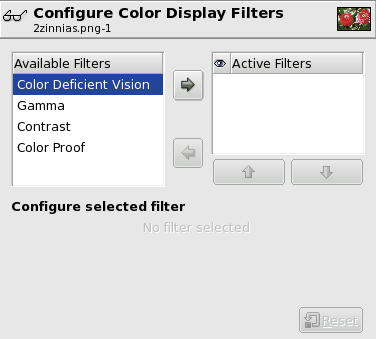 Configure Color Display Filters
2zinnias.png-1
Available Filters
Color Deficient Vision
Gamma
Contrast
Color Proof
Active Filters
Configure selected filter
No filter selected
Reset